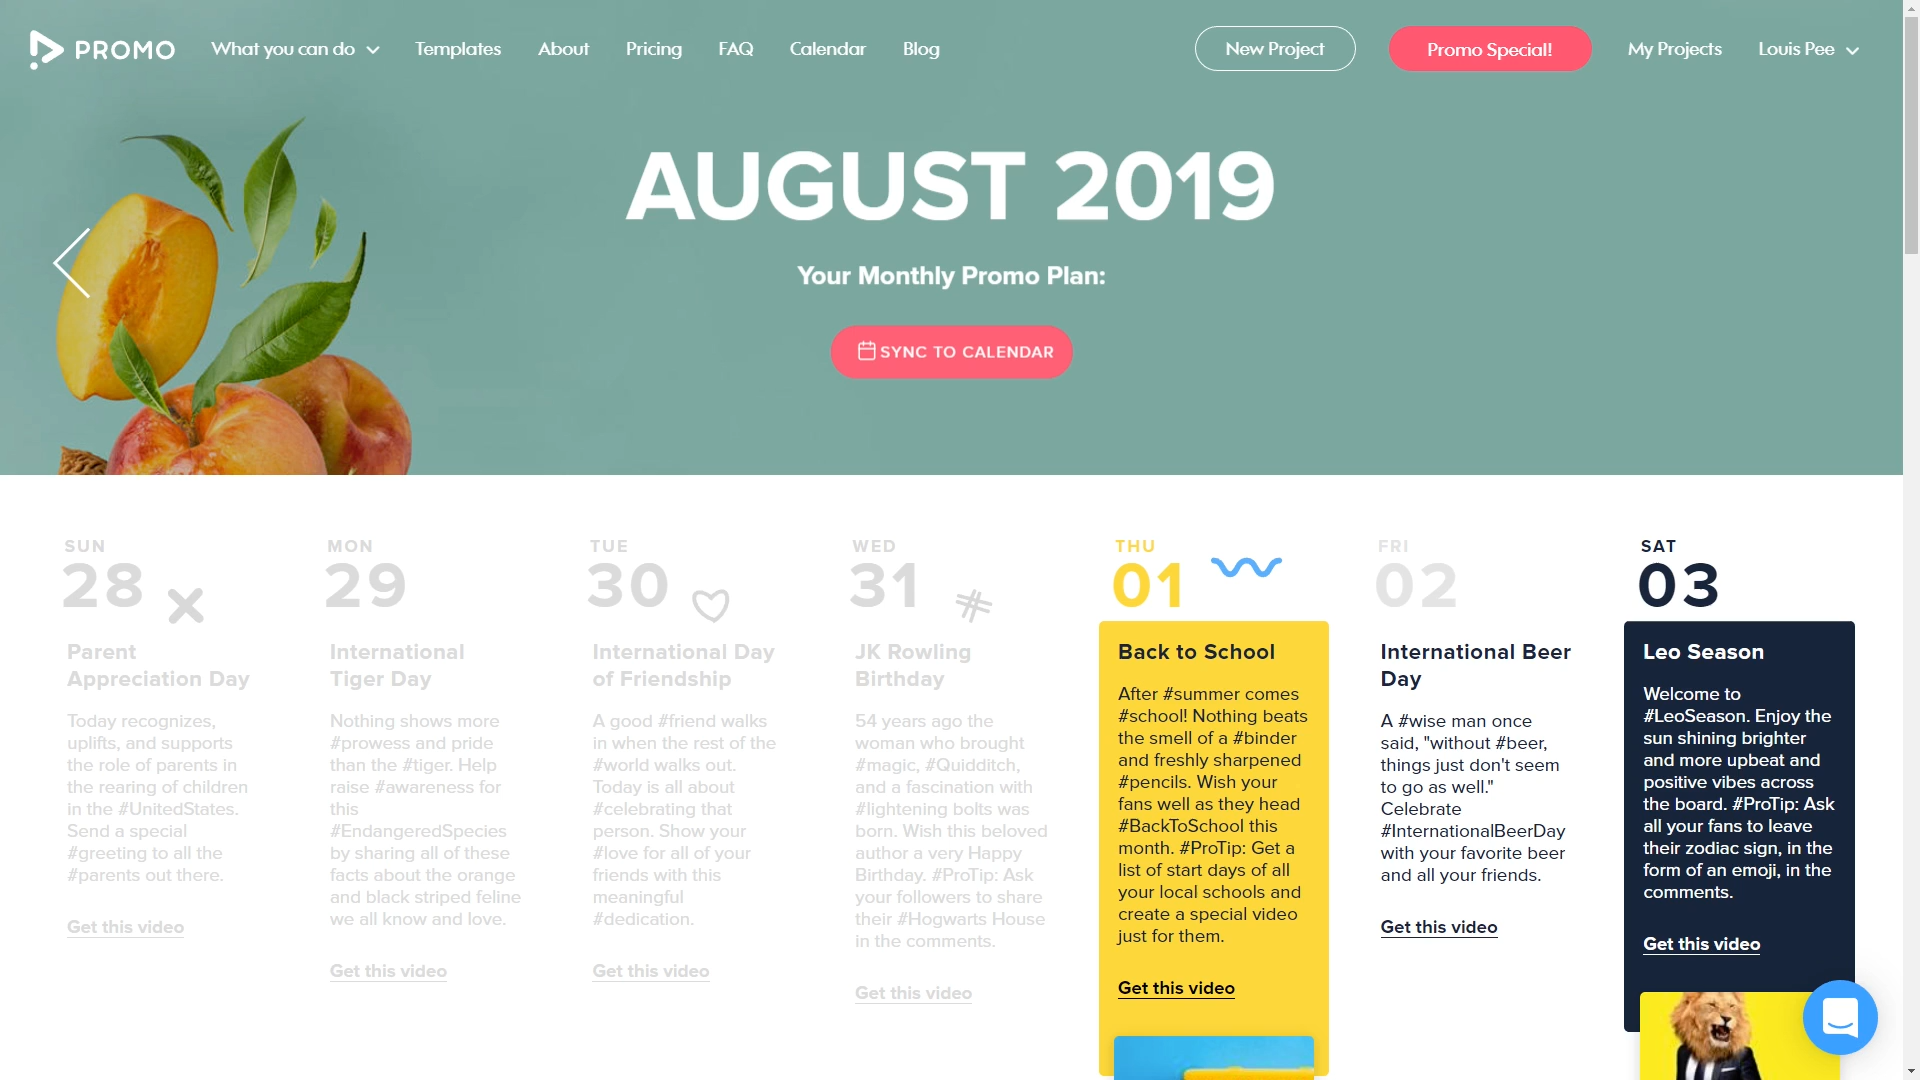 PROMO
What you can do
Templates
About
Pricing
FAQ
Calendar
Blog
New Project
Promo Special!
My Projects
Louis Pee
AUGUST 2019
Your Monthly Promo Plan:
SYNC TO CALENDAR
SUN
28
Parent
Appreciation Day
Today recognizes,
uplifts, and supports
the role of parents in
the rearing of children
in the #UnitedStates.
Send a special
#greeting to all the
#parents out there.
Get this video
MON
29
International
Tiger Day
Nothing shows more
#prowess and pride
than the #tiger. Help
raise #awareness for
this
#EndangeredSpecies
by sharing all of these
facts about the orange
and black striped feline
we all know and love.
Get this video
TUE
30
International Day
of Friendship
A good #friend walks
in when the rest of the
#world walks out.
Today is all about
#celebrating that
person. Show your
#love for all of your
friends with this
meaningful
#dedication.
Get this video
WED
31
JK Rowling
Birthday
54 years ago the
woman who brought
#magic, #Quidditch,
and a fascination with
#lightening bolts was
born. Wish this beloved
author a very Happy
Birthday. #ProTip: Ask
your followers to share
their #Hogwarts House
in the comments.
Get this video
THU
01
Back to School
After #summer comes
#school! Nothing beats
the smell of a #binder
and freshly sharpened
#pencils. Wish your
fans well as they head
#BackToSchool this
month. #ProTip: Get a
list of start days of all
your local schools and
create a special video
just for them.
Get this video
FRI
02
International Beer
Day
A #wise man once
said, "without #beer,
things just don't seem
to go as well."
Celebrate
#InternationalBeerDay
with your favorite beer
and all your friends.
Get this video
SAT
03
Leo Season
Welcome to
#LeoSeason. Enjoy the
sun shining brighter
and more upbeat and
positive vibes across
the board. #ProTip: Ask
all your fans to leave
their zodiac sign, in the
form of an emoji, in the
comments.
Get this video